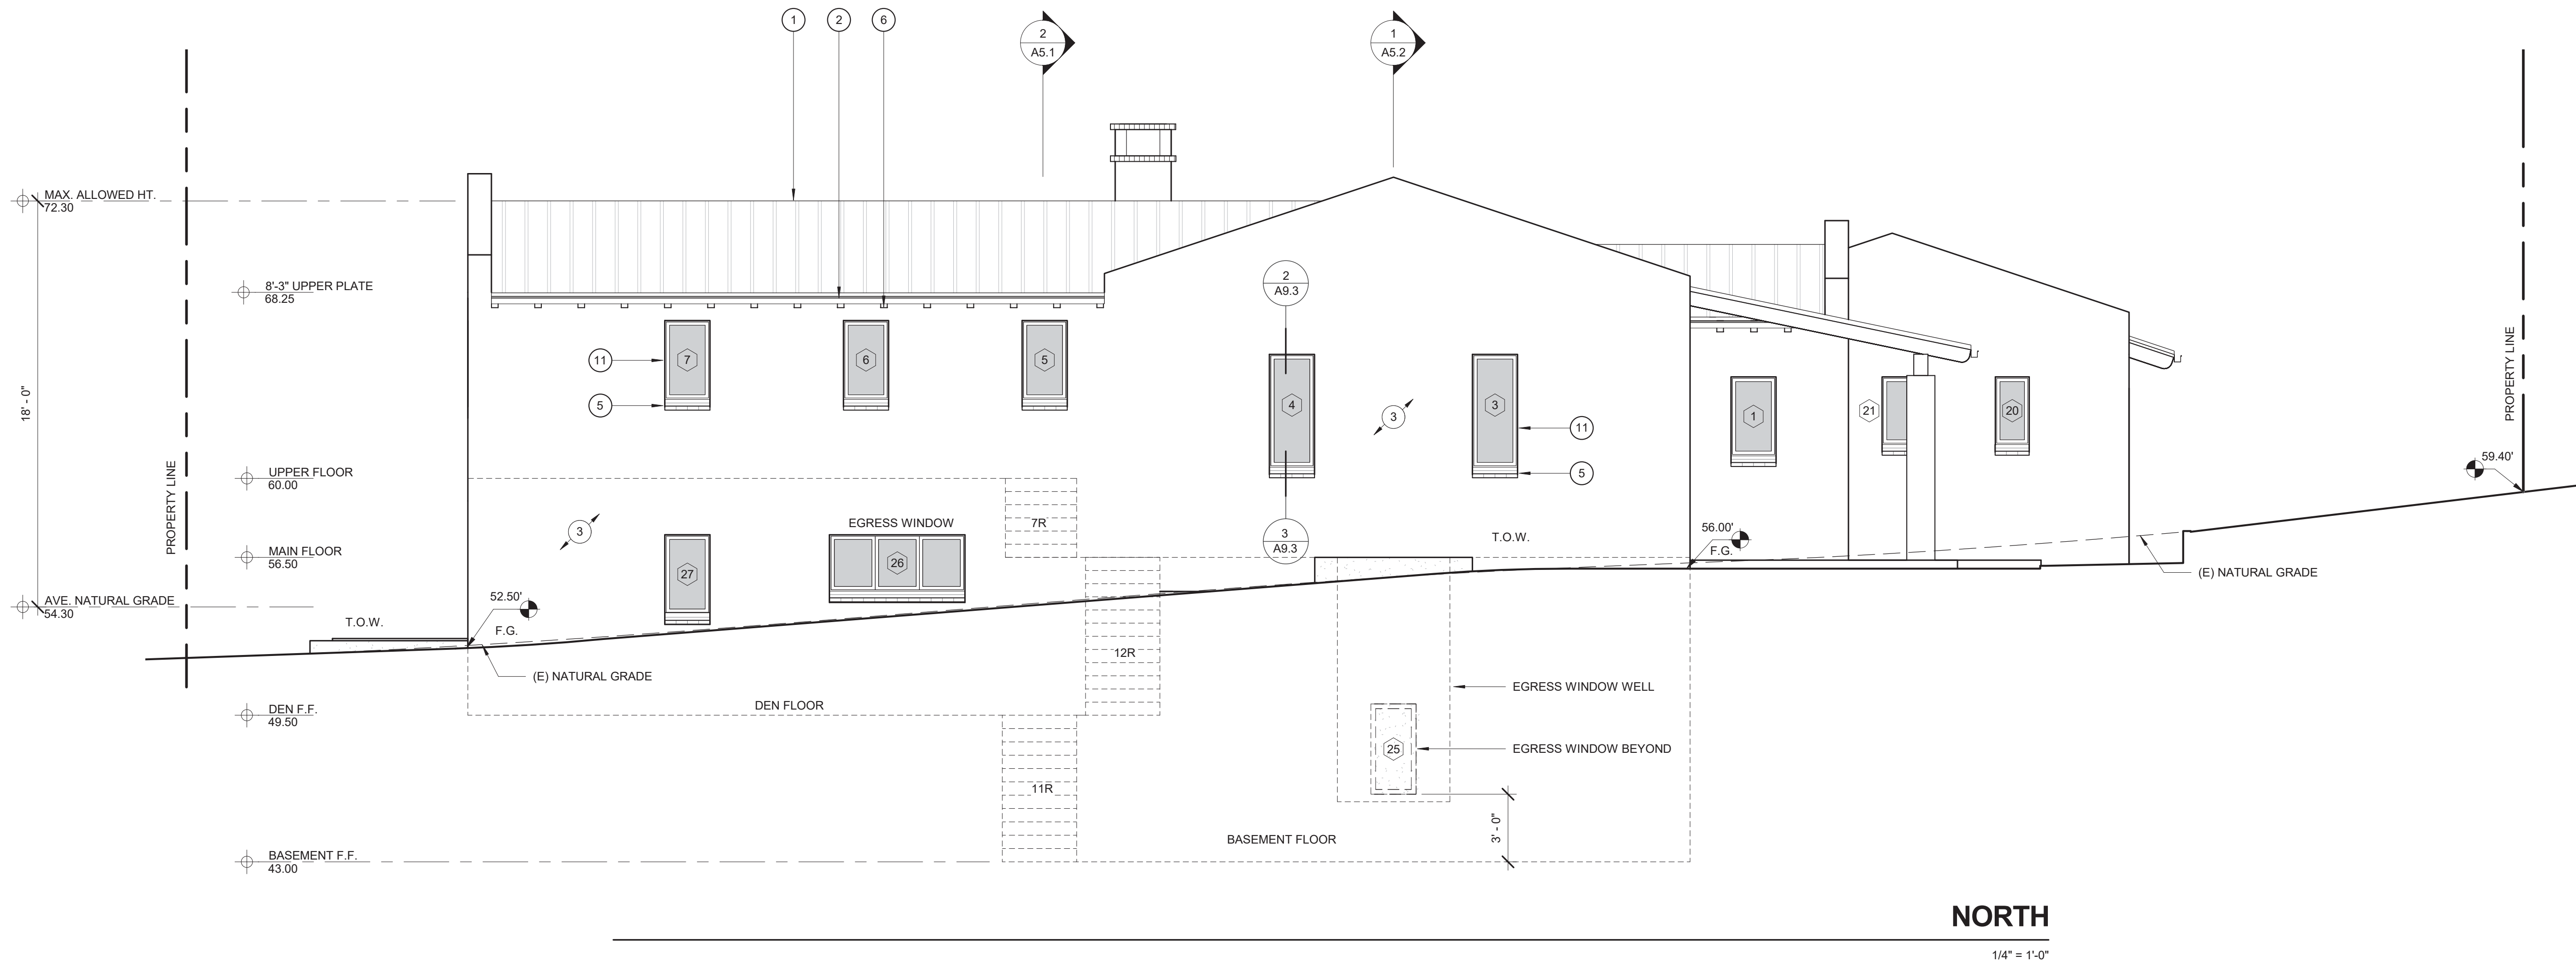 1 2 6
2
A5.1
1
A5.2
MAX. ALLOWED HT.
72.30
8'-3" UPPER PLATE
68.25
2
A9.3
7 6 5
11
5
4 3
3
11
5
1 21 20
18' - 0"
PROPERTY LINE
PROPERTY LINE
59.40'
UPPER FLOOR
60.00
3
EGRESS WINDOW
7R
3
A9.3
T.O.W.
56.00'
F.G.
MAIN FLOOR
56.50
27 26
(E) NATURAL GRADE
AVE. NATURAL GRADE
54.30
52.50'
T.O.W.
F.G.
12R
(E) NATURAL GRADE
EGRESS WINDOW WELL
DEN F.F.
49.50
DEN FLOOR
25
EGRESS WINDOW BEYOND
11R
3' - 0"
BASEMENT FLOOR
BASEMENT F.F.
43.00
NORTH
1/4" = 1'-0"